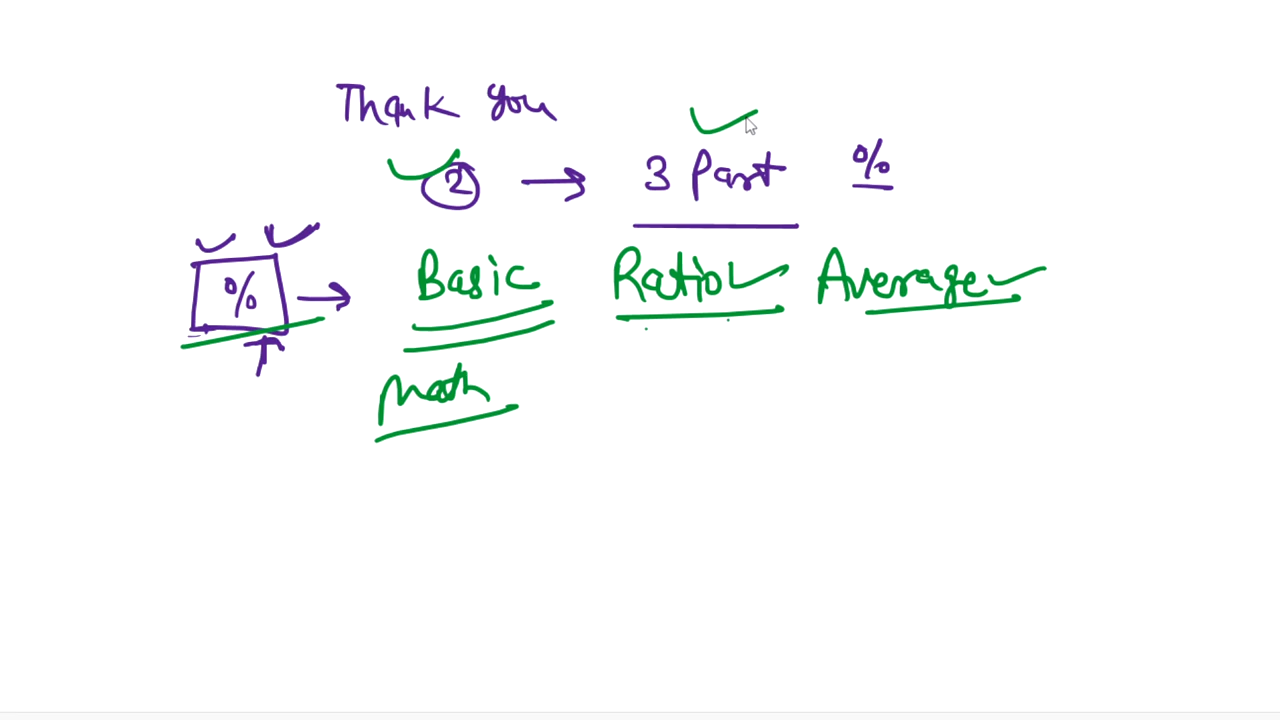 Thank you
2 → 3 Part %
% → Basic Ratio Average
Math